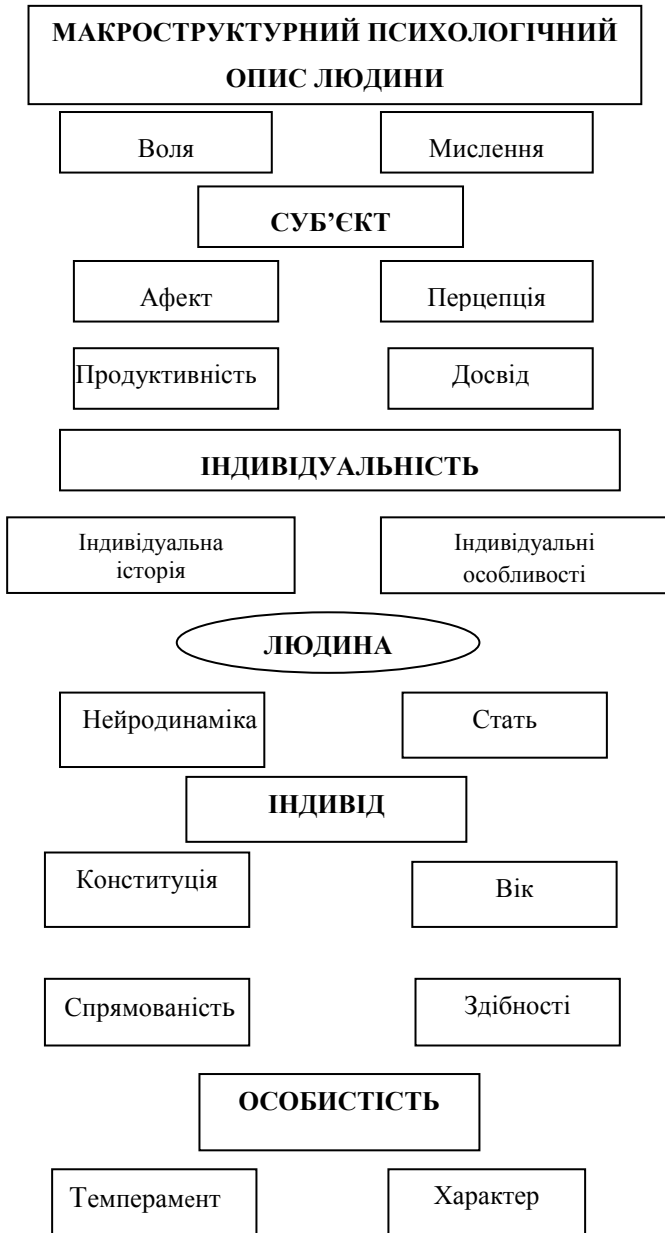 МАКРОСТРУКТУРНИЙ ПСИХОЛОГІЧНИЙ
ОПИС ЛЮДИНИ
Воля
Мислення
СУБ’ЄКТ
Афект
Перцепція
Продуктивність
Досвід
ІНДИВІДУАЛЬНІСТЬ
Індивідуальна
історія
Індивідуальні
особливості
ЛЮДИНА
Нейродинаміка
Стать
ІНДИВІД
Конституція
Вік
Спрямованість
Здібності
ОСОБИСТІСТЬ
Темперамент
Характер